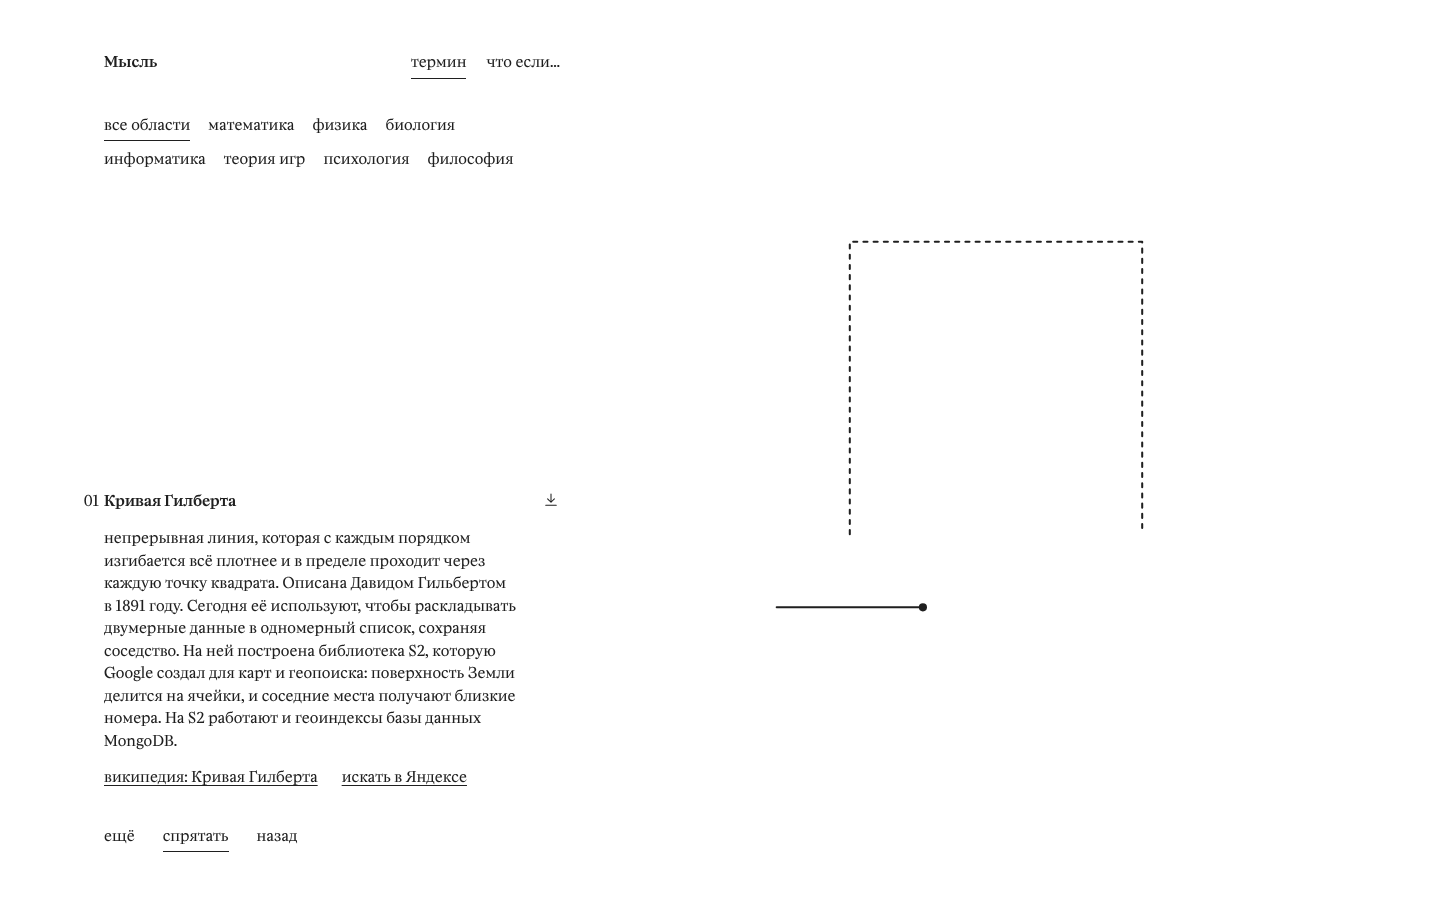 Мысль термин что если...
все области математика физика биология
информатика теория игр психология философия
01 Кривая Гилберта
непрерывная линия, которая с каждым порядком
изгибается всё плотнее и в пределе проходит через
каждую точку квадрата. Описана Давидом Гильбертом
в 1891 году. Сегодня её используют, чтобы раскладывать
двумерные данные в одномерный список, сохраняя
соседство. На ней построена библиотека S2, которую
Google создал для карт и геопоиска: поверхность Земли
делится на ячейки, и соседние места получают близкие
номера. На S2 работают и геоиндексы базы данных
MongoDB.
википедия: Кривая Гилберта искать в Яндексе
ещё спрятать назад